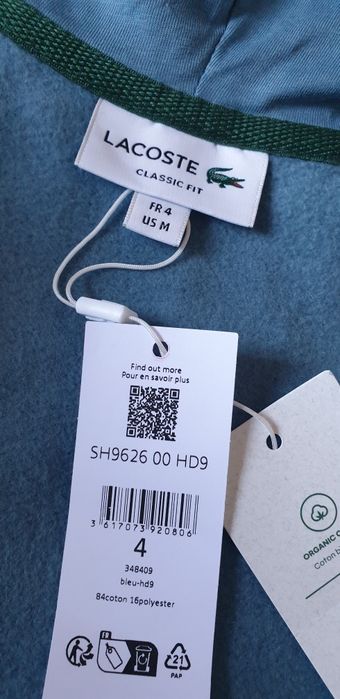 LACOSTE
CLASSIC FIT
FR 4
US M
Find out more
Pour en savoir plus
SH9626 00 HD9
3 617073 920806
4
348409
bleu-hd9
84coton 16polyester
FR
21
PAP
ORGANIC